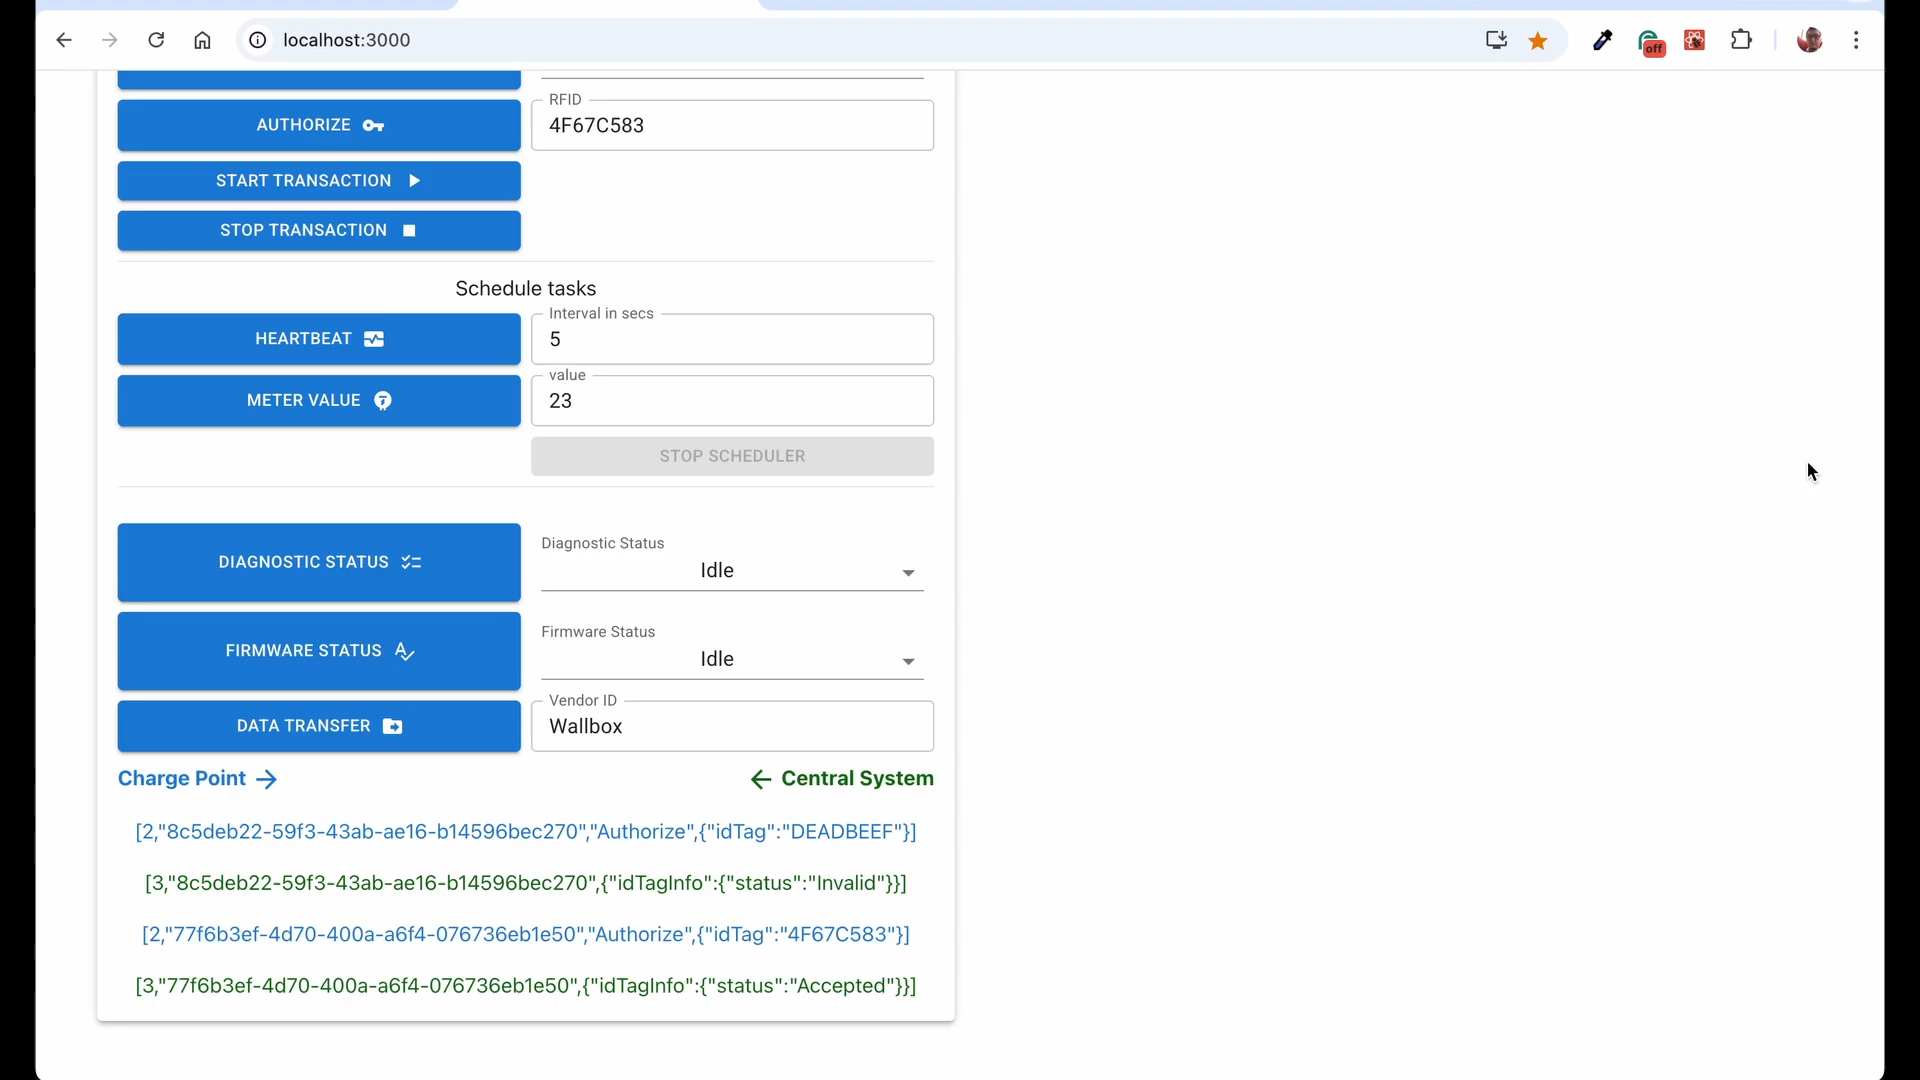 localhost:3000
off
AUTHORIZE
RFID
4F67C583
START TRANSACTION
STOP TRANSACTION
Schedule tasks
HEARTBEAT
Interval in secs
5
METER VALUE
value
23
STOP SCHEDULER
DIAGNOSTIC STATUS
Diagnostic Status
Idle
FIRMWARE STATUS
Firmware Status
Idle
DATA TRANSFER
Vendor ID
Wallbox
Charge Point
Central System
[2,"8c5deb22-59f3-43ab-ae16-b14596bec270","Authorize",{"idTag":"DEADBEEF"}]
[3,"8c5deb22-59f3-43ab-ae16-b14596bec270",{"idTagInfo":{"status":"Invalid"}}]
[2,"77f6b3ef-4d70-400a-a6f4-076736eb1e50","Authorize",{"idTag":"4F67C583"}]
[3,"77f6b3ef-4d70-400a-a6f4-076736eb1e50",{"idTagInfo":{"status":"Accepted"}}]